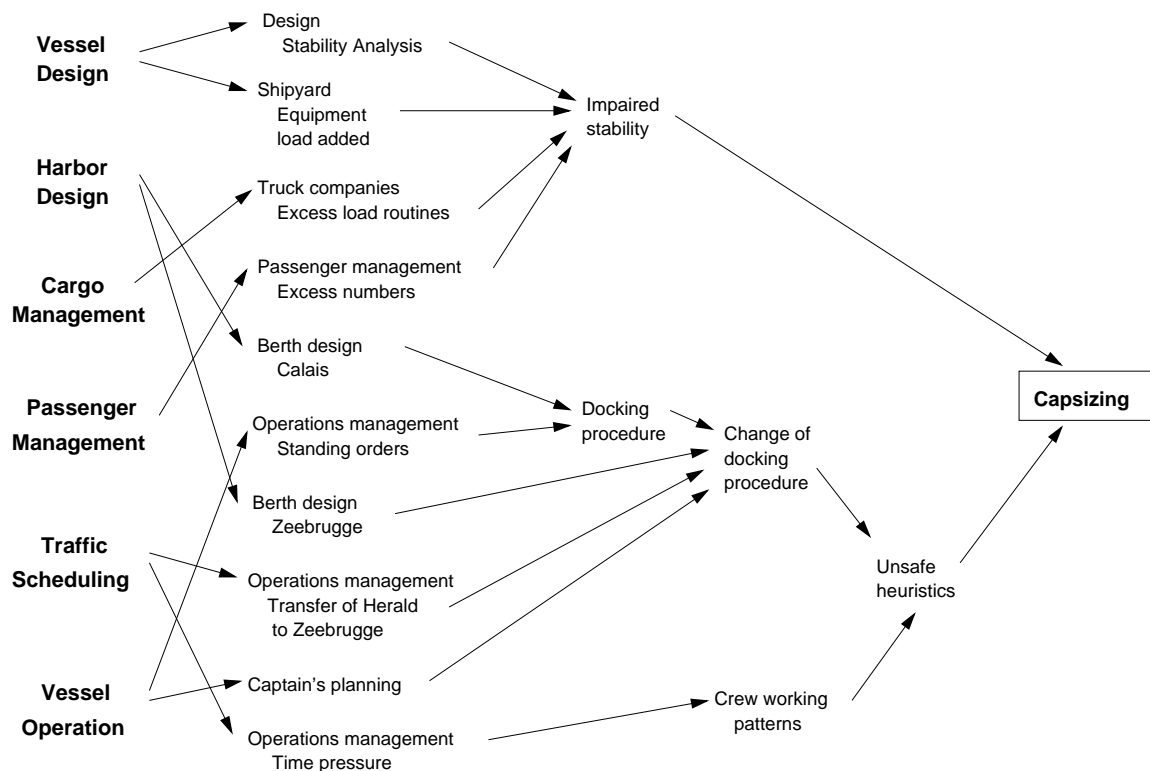 Vessel
Design
Harbor
Design
Cargo
Management
Passenger
Management
Traffic
Scheduling
Vessel
Operation
Design
Stability Analysis
Shipyard
Equipment
load added
Truck companies
Excess load routines
Passenger management
Excess numbers
Berth design
Calais
Operations management
Standing orders
Berth design
Zeebrugge
Operations management
Transfer of Herald
to Zeebrugge
Captain's planning
Operations management
Time pressure
Impaired
stability
Docking
procedure
Change of
docking
procedure
Unsafe
heuristics
Crew working
patterns
Capsizing